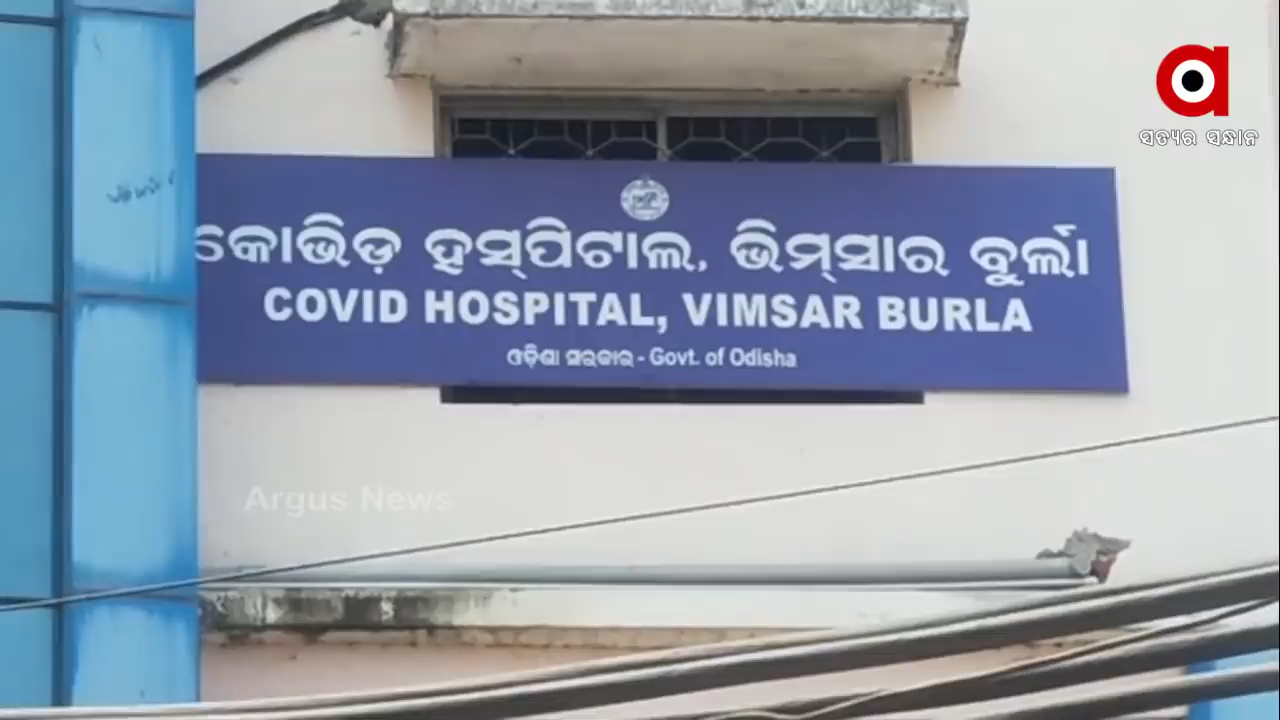 ସତ୍ୟର ସନ୍ଧାନ
କୋଭିଡ଼ ହସ୍‌ପିଟାଲ, ଭିମ୍‌ସାର ବୁର୍ଲା
COVID HOSPITAL, VIMSAR BURLA
ଓଡ଼ିଶା ସରକାର - Govt. of Odisha
Argus News